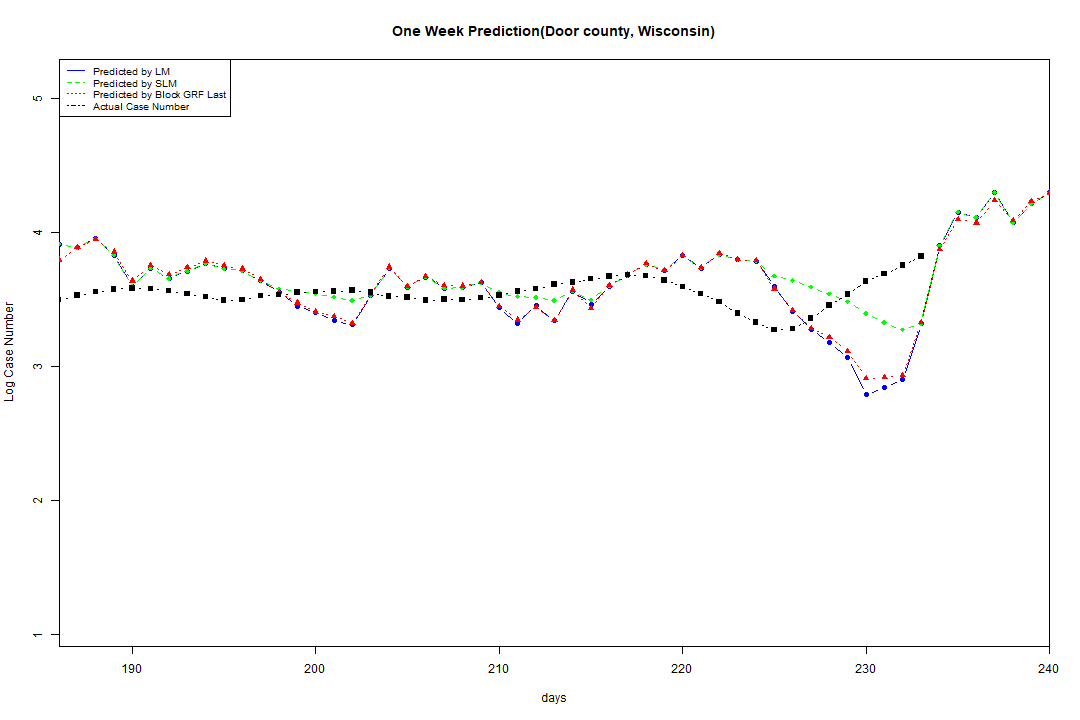 One Week Prediction(Door county, Wisconsin)
Predicted by LM
Predicted by SLM
Predicted by Block GRF Last
Actual Case Number
5
4
3
2
1
Log Case Number
190 200 210 220 230 240
days